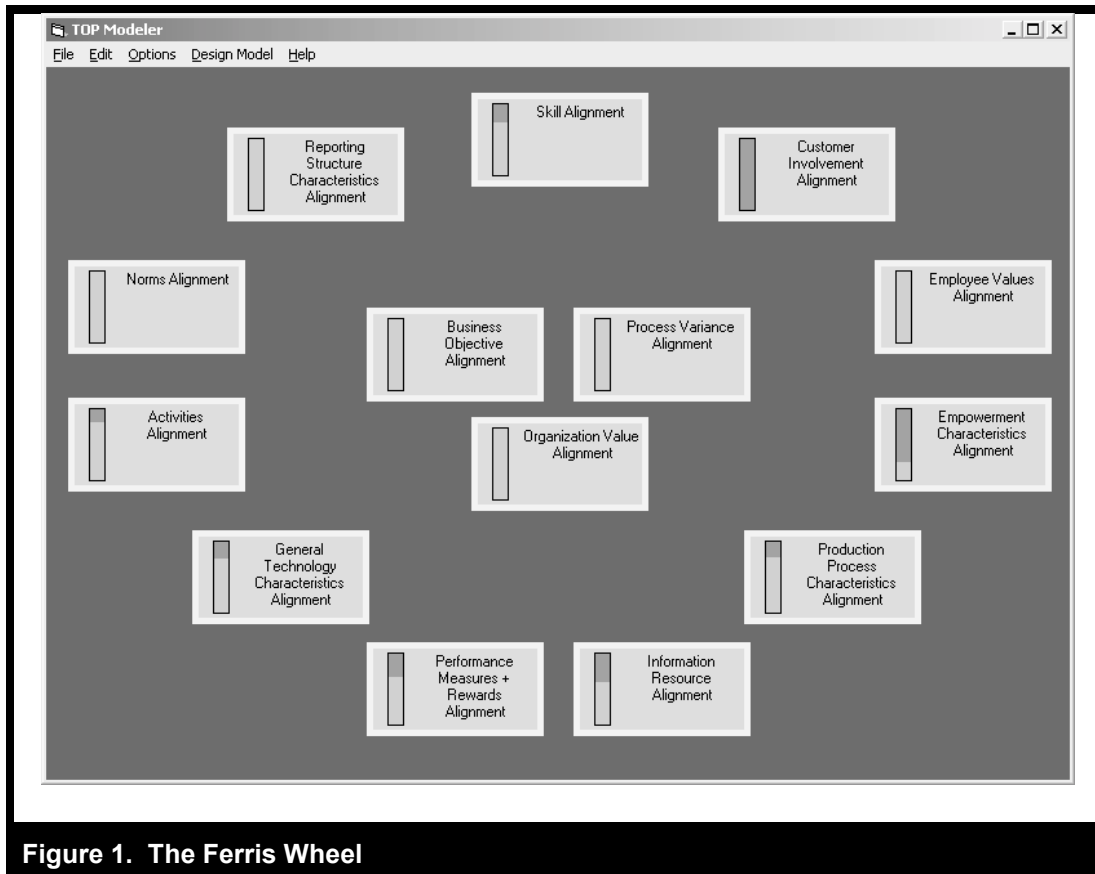 TOP Modeler
File Edit Options Design Model Help
Skill Alignment
Reporting
Structure
Characteristics
Alignment
Customer
Involvement
Alignment
Norms Alignment
Employee Values
Alignment
Business
Objective
Alignment
Process Variance
Alignment
Activities
Alignment
Organization Value
Alignment
Empowerment
Characteristics
Alignment
General
Technology
Characteristics
Alignment
Production
Process
Characteristics
Alignment
Performance
Measures +
Rewards
Alignment
Information
Resource
Alignment
Figure 1. The Ferris Wheel